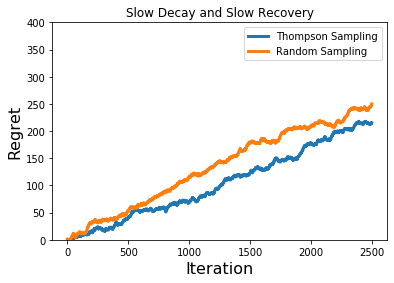 Slow Decay and Slow Recovery
Thompson Sampling
Random Sampling
400
350
300
250
200
150
100
50
0
Regret
0 500 1000 1500 2000 2500
Iteration